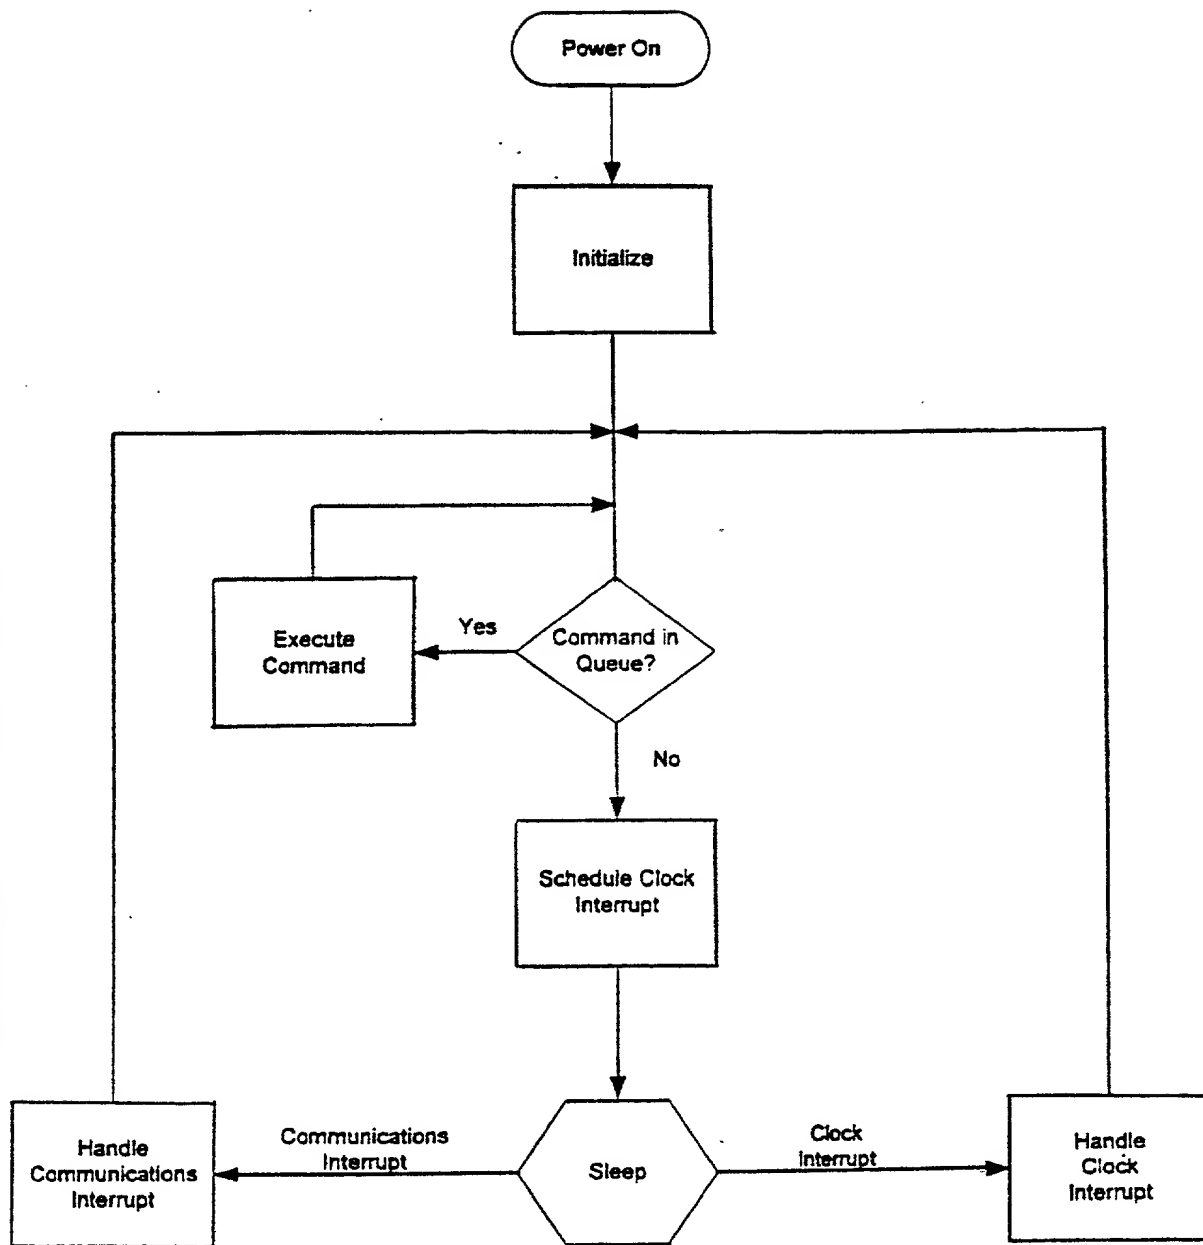 Power On
Initialize
Yes
Command in
Queue?
Execute
Command
No
Schedule Clock
Interrupt
Communications
Interrupt
Clock
Interrupt
Handle
Communications
Interrupt
Sleep
Handle
Clock
Interrupt